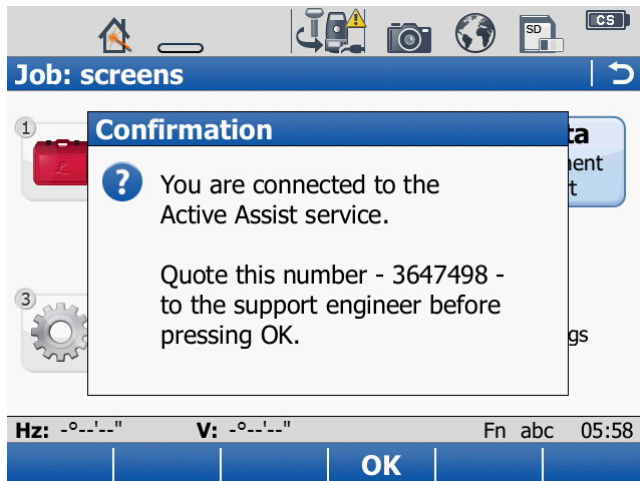 SD
CS
Job: screens
1
Confirmation
ta
You are connected to the
ment
Active Assist service.
t
Quote this number - 3647498 -
to the support engineer before
pressing OK.
3
gs
Hz: -°--'--" V: -°--'--" Fn abc 05:58
OK